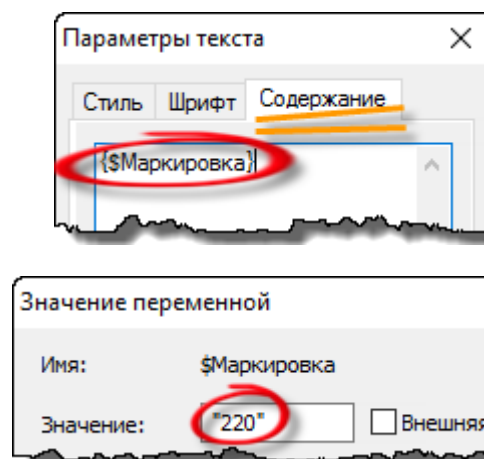 Параметры текста
Стиль Шрифт Содержание
{$Маркировка}
Значение переменной
Имя: $Маркировка
Значение: "220" Внешняя